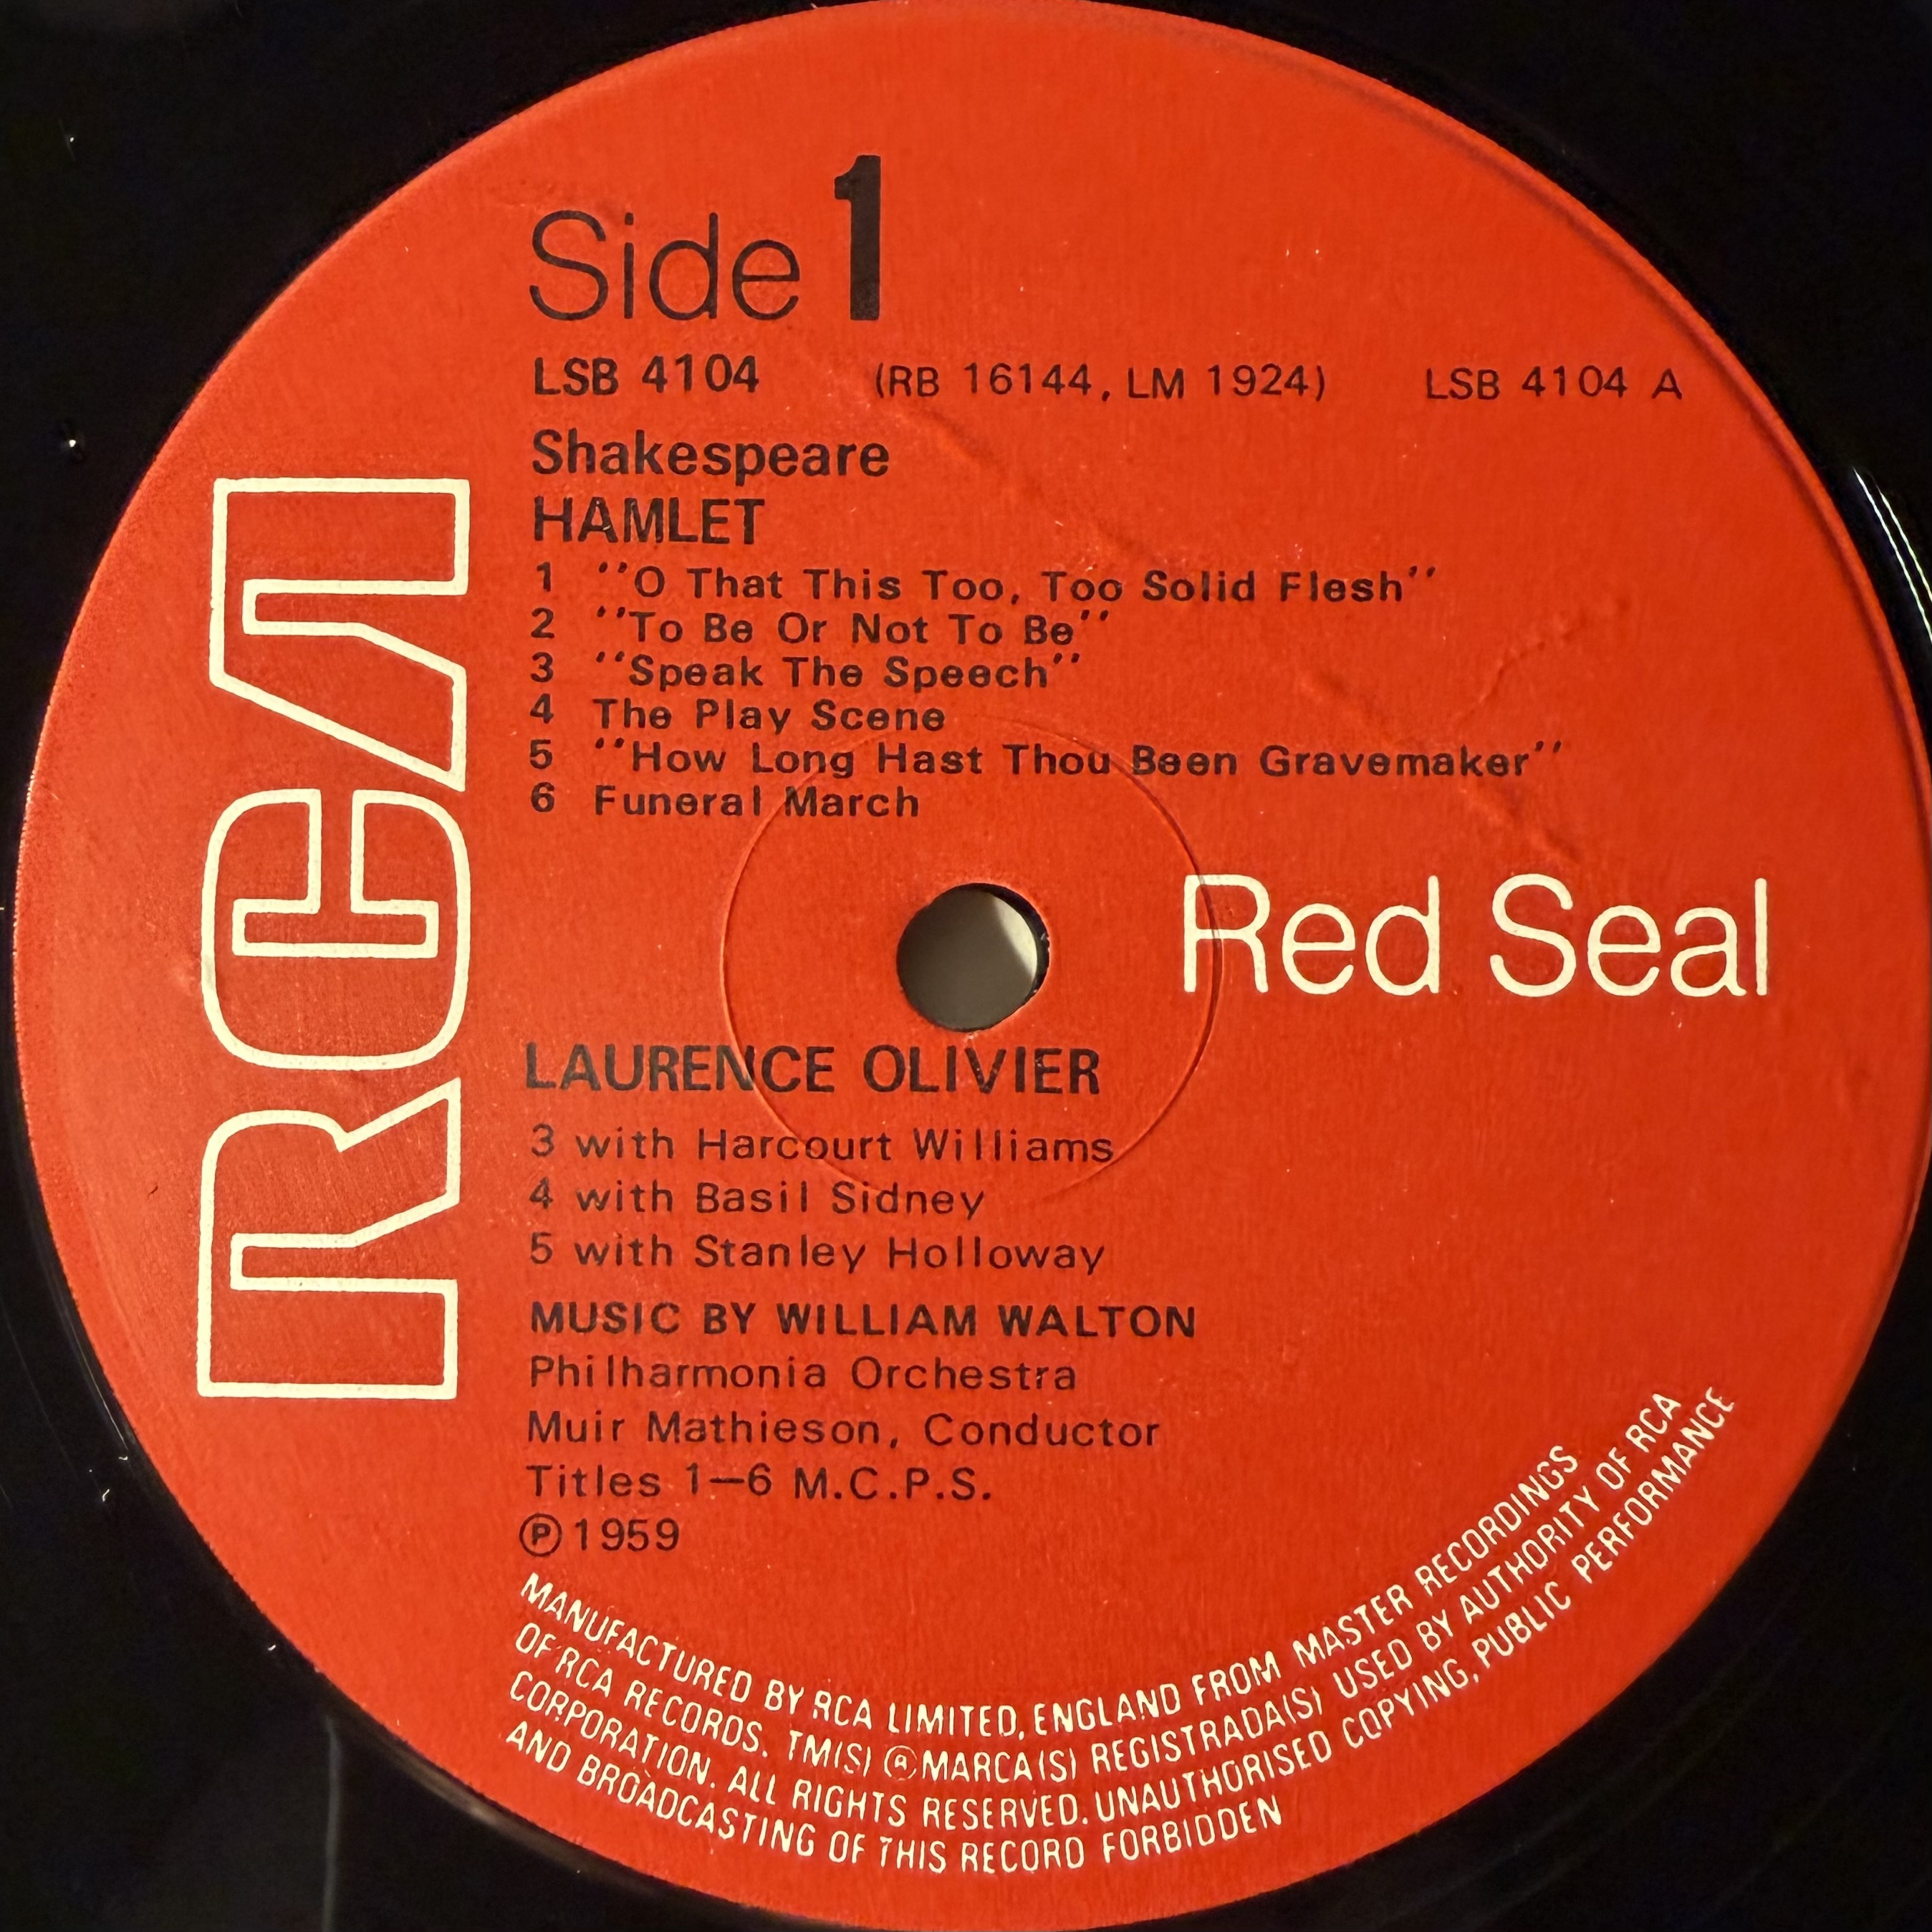 Side 1
LSB 4104 (RB 16144, LM 1924) LSB 4104 A
Shakespeare
HAMLET
1 "O That This Too, Too Solid Flesh"
2 "To Be Or Not To Be"
3 "Speak The Speech"
4 The Play Scene
5 "How Long Hast Thou Been Gravemaker"
6 Funeral March
RCA
Red Seal
LAURENCE OLIVIER
3 with Harcourt Williams
4 with Basil Sidney
5 with Stanley Holloway
MUSIC BY WILLIAM WALTON
Philharmonia Orchestra
Muir Mathieson, Conductor
Titles 1—6 M.C.P.S.
℗ 1959
MANUFACTURED BY RCA LIMITED, ENGLAND FROM MASTER RECORDINGS
OF RCA RECORDS. TM(S) ® MARCA(S) REGISTRADA(S) USED BY AUTHORITY OF RCA
CORPORATION. ALL RIGHTS RESERVED. UNAUTHORISED COPYING, PUBLIC PERFORMANCE
AND BROADCASTING OF THIS RECORD FORBIDDEN